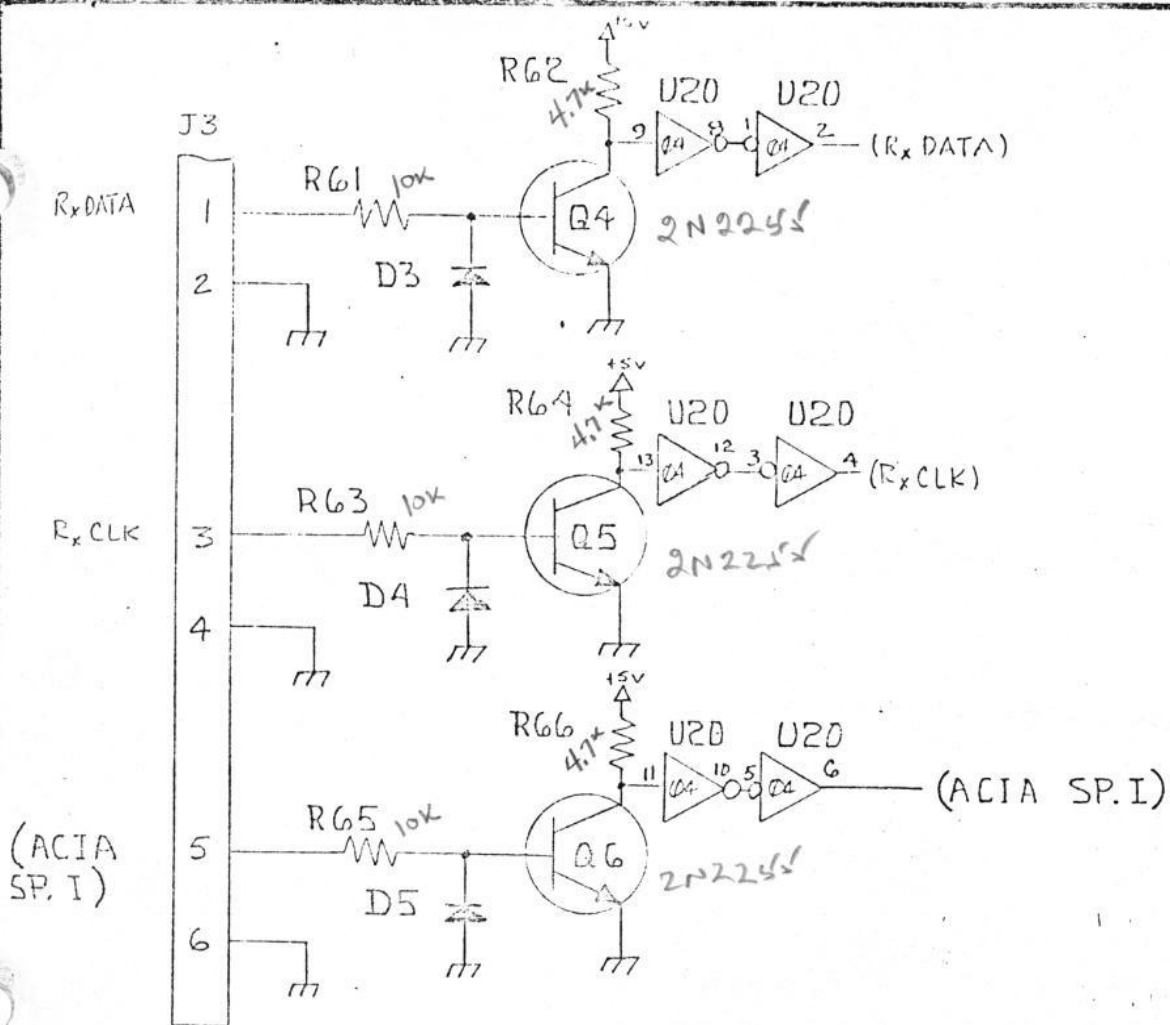 J3
+5V
R62
4.7K
U20 U20
9 04 8 1 04 2 (RxDATA)
RxDATA 1
R61 10K
Q4
D3
2
+5V
R64
4.7K
U20 U20
13 04 12 3 04 4 (RxCLK)
RxCLK 3
R63 10K
Q5
D4
4
+5V
R66
4.7K
U20 U20
11 04 10 5 04 6 (ACIA SP.I)
(ACIA
SP.I)
5
R65 10K
Q6
D5
6